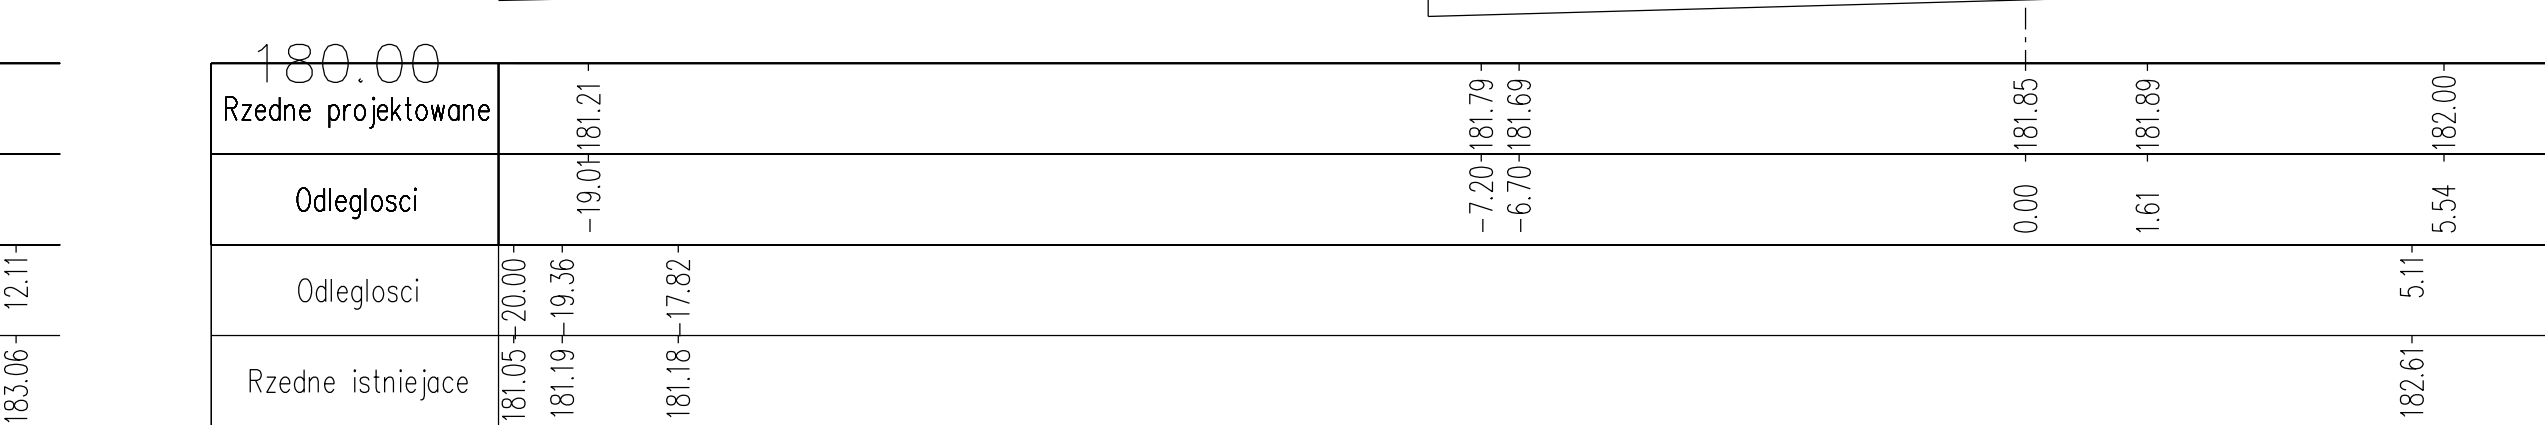 180.00
Rzedne projektowane 181.21 181.79 181.69 181.85 181.89 182.00
Odleglosci -19.01 -7.20 -6.70 0.00 1.61 5.54
12.11 Odleglosci -20.00 -19.36 -17.82 5.11
183.06 Rzedne istniejace 181.05 181.19 181.18 182.61